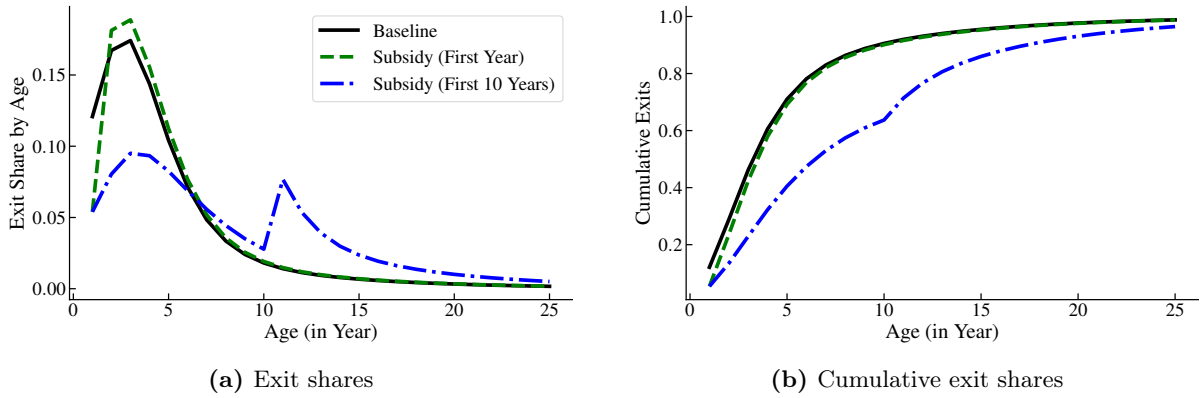 Exit Share by Age
0.15
0.10
0.05
0.00
Baseline
Subsidy (First Year)
Subsidy (First 10 Years)
0 5 10 15 20 25
Age (in Year)
(a) Exit shares
Cumulative Exits
1.0
0.8
0.6
0.4
0.2
0 5 10 15 20 25
Age (in Year)
(b) Cumulative exit shares